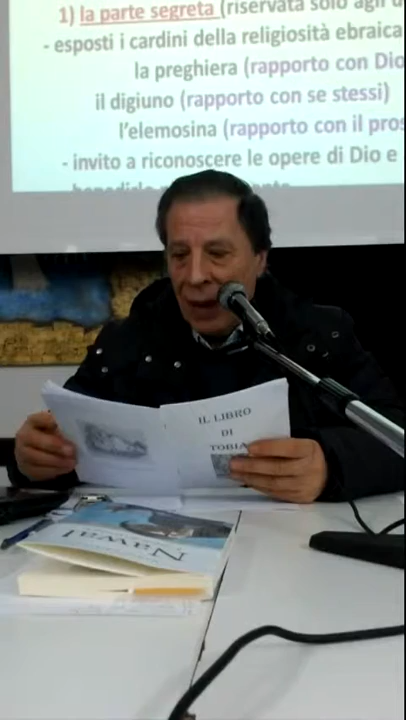 1) la parte segreta (riservata solo agli
- esposti i cardini della religiosità ebraica
la preghiera (rapporto con Dio
il digiuno (rapporto con se stessi)
l'elemosina (rapporto con il pros
- invito a riconoscere le opere di Dio e
IL LIBRO
DI
TOBIA
Nawal